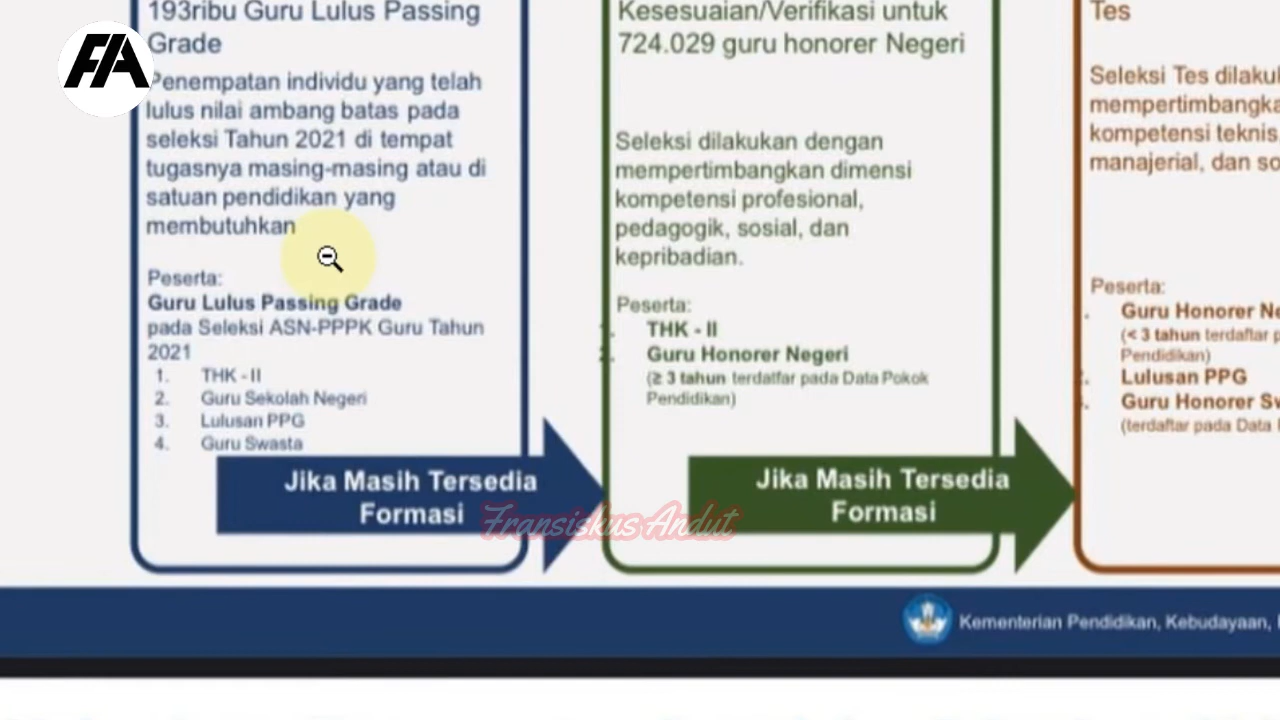 FA
193ribu Guru Lulus Passing
Grade
Penempatan individu yang telah
lulus nilai ambang batas pada
seleksi Tahun 2021 di tempat
tugasnya masing-masing atau di
satuan pendidikan yang
membutuhkan
Peserta:
Guru Lulus Passing Grade
pada Seleksi ASN-PPPK Guru Tahun
2021
1. THK - II
2. Guru Sekolah Negeri
3. Lulusan PPG
4. Guru Swasta
Jika Masih Tersedia
Formasi
Kesesuaian/Verifikasi untuk
724.029 guru honorer Negeri
Seleksi dilakukan dengan
mempertimbangkan dimensi
kompetensi profesional,
pedagogik, sosial, dan
kepribadian.
Peserta:
1. THK - II
2. Guru Honorer Negeri
(≥ 3 tahun terdaftar pada Data Pokok
Pendidikan)
Jika Masih Tersedia
Formasi
Fransiskus Andut
Tes
Seleksi Tes dilaku
mempertimbangka
kompetensi teknis,
manajerial, dan so
Peserta:
. Guru Honorer Ne
(< 3 tahun terdaftar p
Pendidikan)
. Lulusan PPG
. Guru Honorer Sw
(terdaftar pada Data
Kementerian Pendidikan, Kebudayaan,